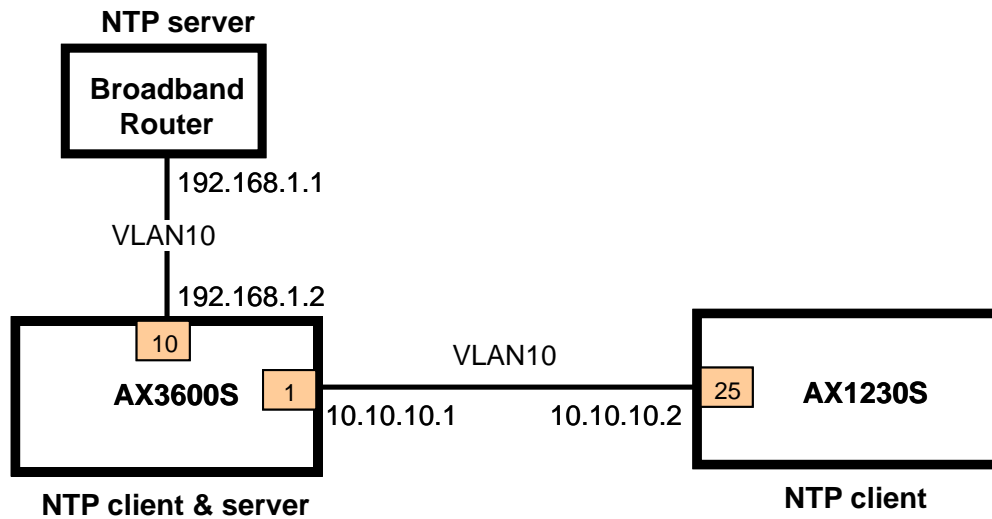 NTP server
Broadband
Router
192.168.1.1
VLAN10
192.168.1.2
10
AX3600S
1
VLAN10
10.10.10.1
10.10.10.2
25
AX1230S
NTP client & server
NTP client